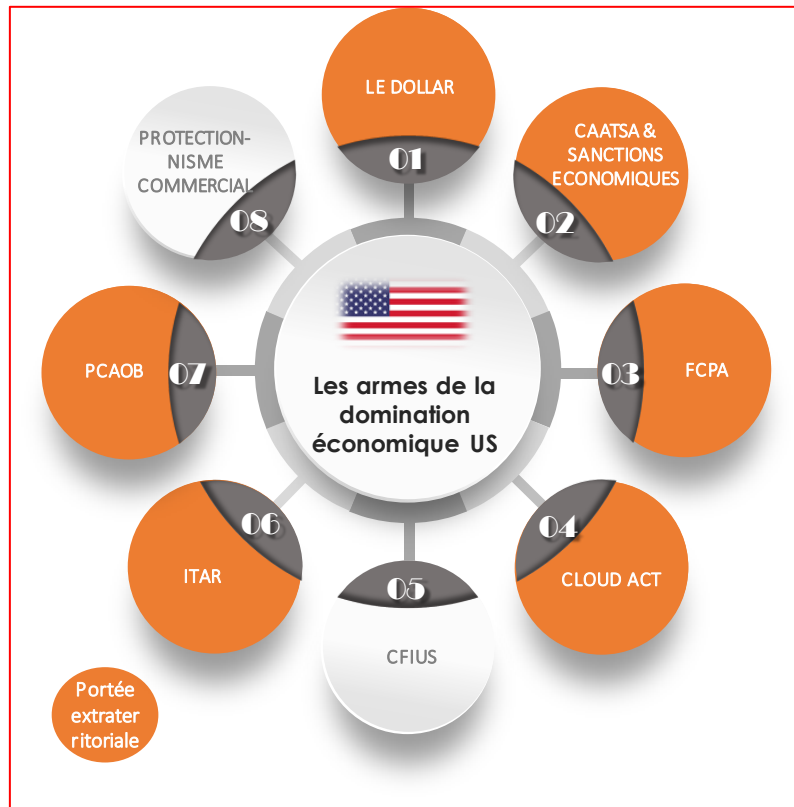 Les armes de la
domination
économique US
LE DOLLAR
01
CAATSA &
SANCTIONS
ECONOMIQUES
02
03
FCPA
04
CLOUD ACT
05
CFIUS
06
ITAR
PCAOB
07
PROTECTION-
NISME
COMMERCIAL
08
Portée
extrater
ritoriale